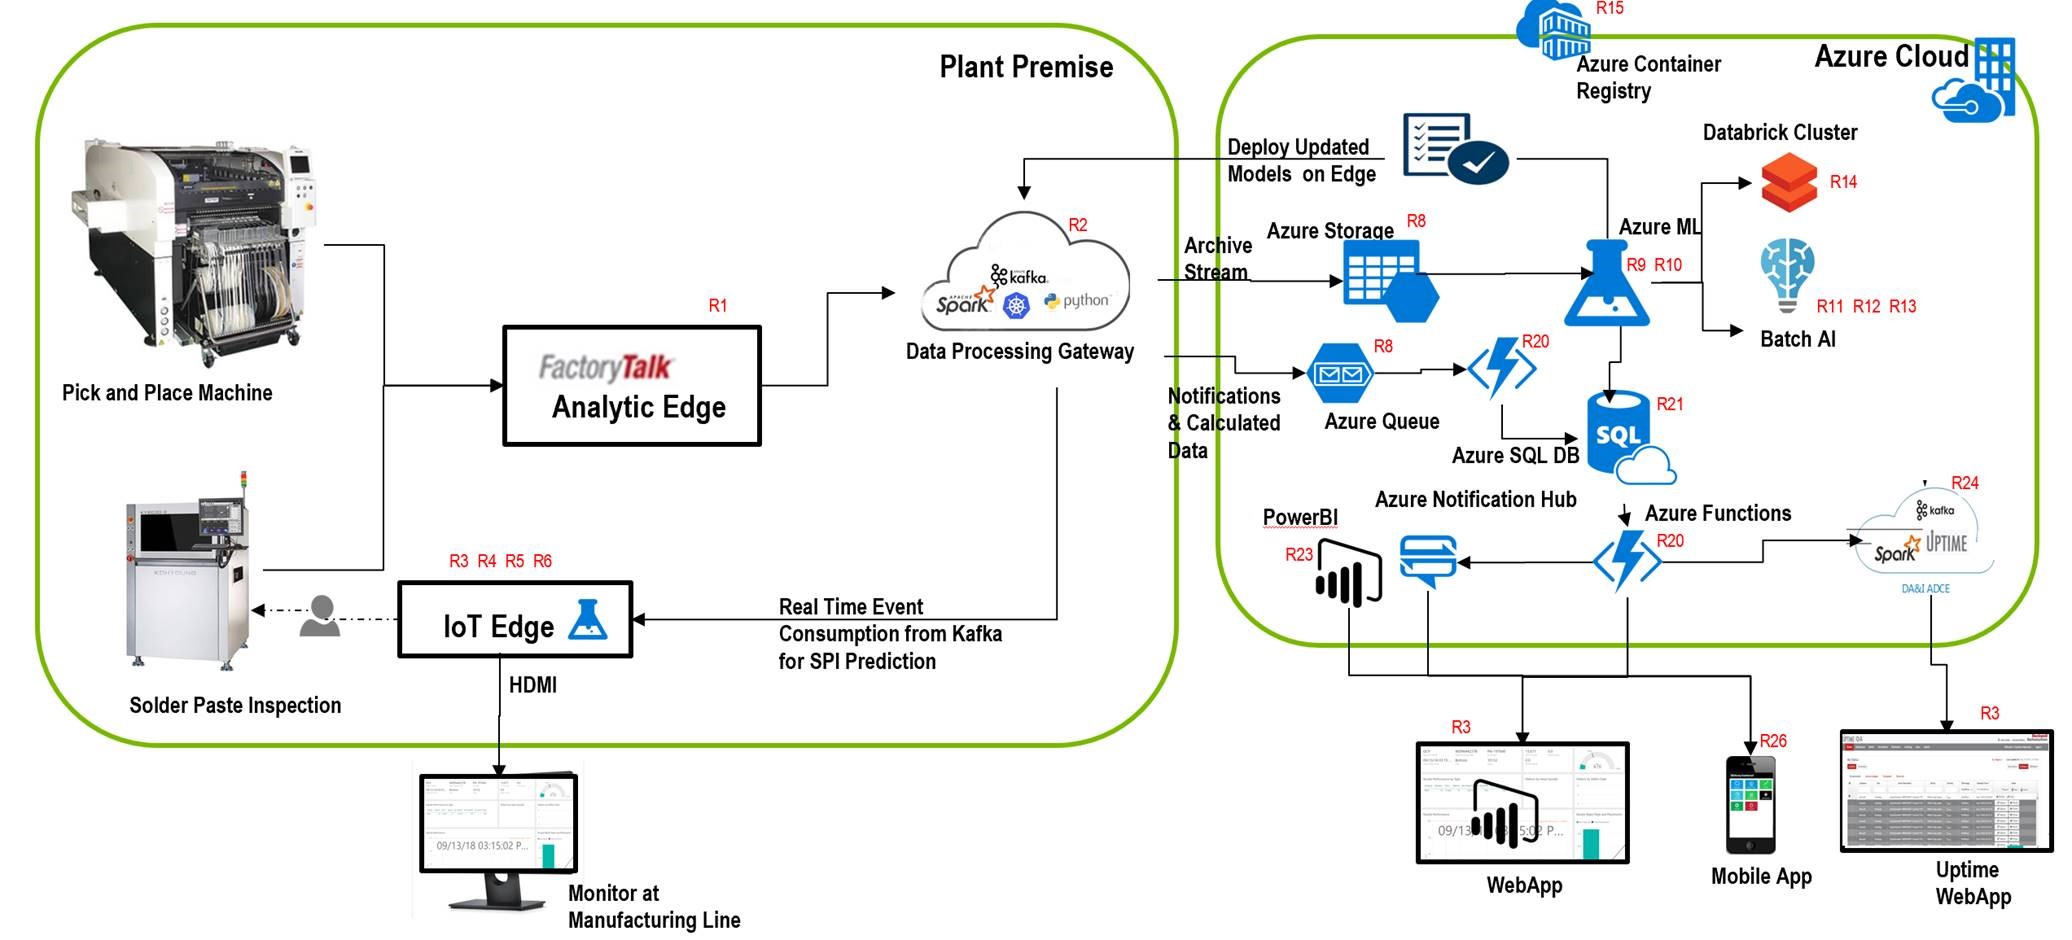 R15
Plant Premise
Azure Cloud
Azure Container
Registry
Databrick Cluster
R14
Deploy Updated
Models on Edge
R2
kafka
APACHE
Spark
python
Data Processing Gateway
Archive
Stream
Azure Storage
R8
Azure ML
R9 R10
R11 R12 R13
Batch AI
R1
FactoryTalk
Analytic Edge
Pick and Place Machine
R8
R20
Notifications
& Calculated
Data
Azure Queue
R21
SQL
Azure SQL DB
Azure Notification Hub
PowerBI
R23
Azure Functions
R20
R24
kafka
Spark
UPTIME
DA&I ADCE
R3 R4 R5 R6
IoT Edge
Real Time Event
Consumption from Kafka
for SPI Prediction
KOHYOUNG
Solder Paste Inspection
HDMI
09/13/18 03:15:02 P...
Monitor at
Manufacturing Line
R3
WebApp
R26
Mobile App
R3
Uptime
WebApp